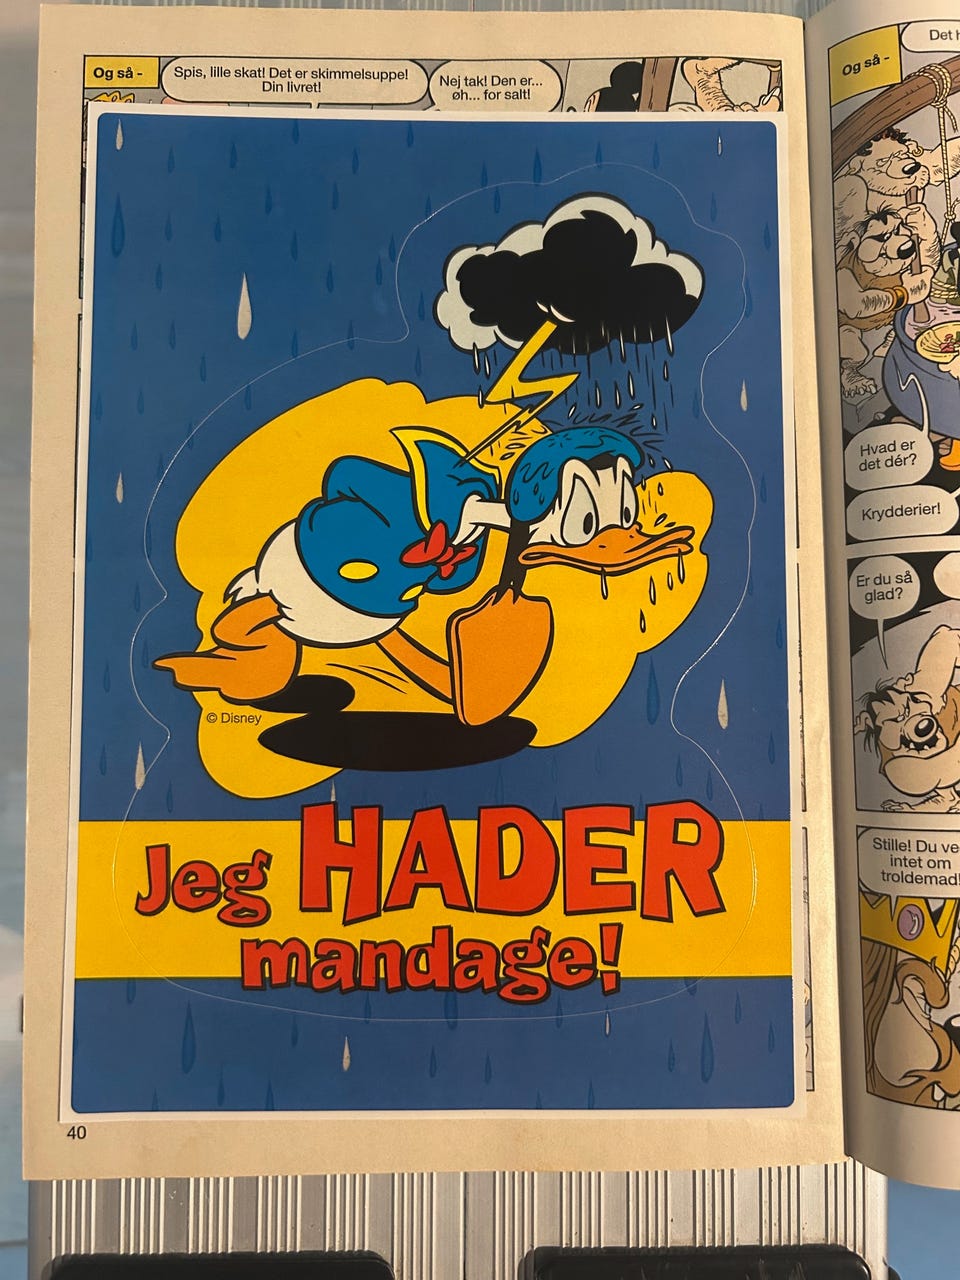 Og så -
Spis, lille skat! Det er skimmelsuppe!
Din livret!
Nej tak! Den er...
øh... for salt!
© Disney
Jeg HADER
mandage!
40
Det
Og så -
Hvad er
det dér?
Krydderier!
Er du så
glad?
Stille! Du
intet om
troldemad!